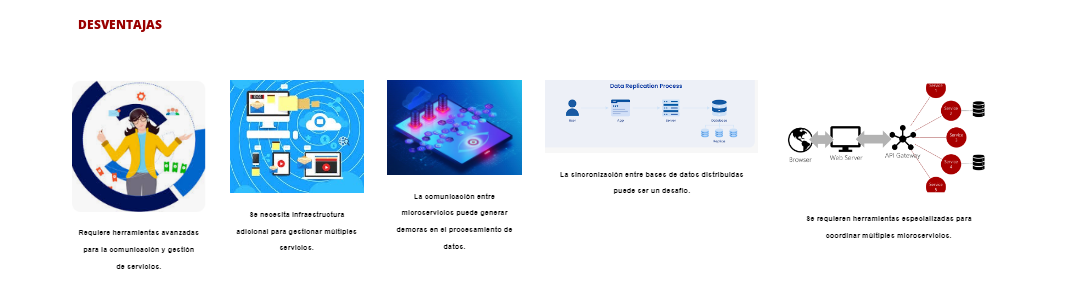 DESVENTAJAS
Requiere herramientas avanzadas
para la comunicación y gestión
de servicios.
Se necesita infraestructura
adicional para gestionar múltiples
servicios.
La comunicación entre
microservicios puede generar
demoras en el procesamiento de
datos.
Data Replication Process
User
App
Server
Database
Replica
La sincronización entre bases de datos distribuidas
puede ser un desafío.
Browser
Web Server
API Gateway
Service
1
Service
2
Service
3
Service
4
Service
5
Se requieren herramientas especializadas para
coordinar múltiples microservicios.